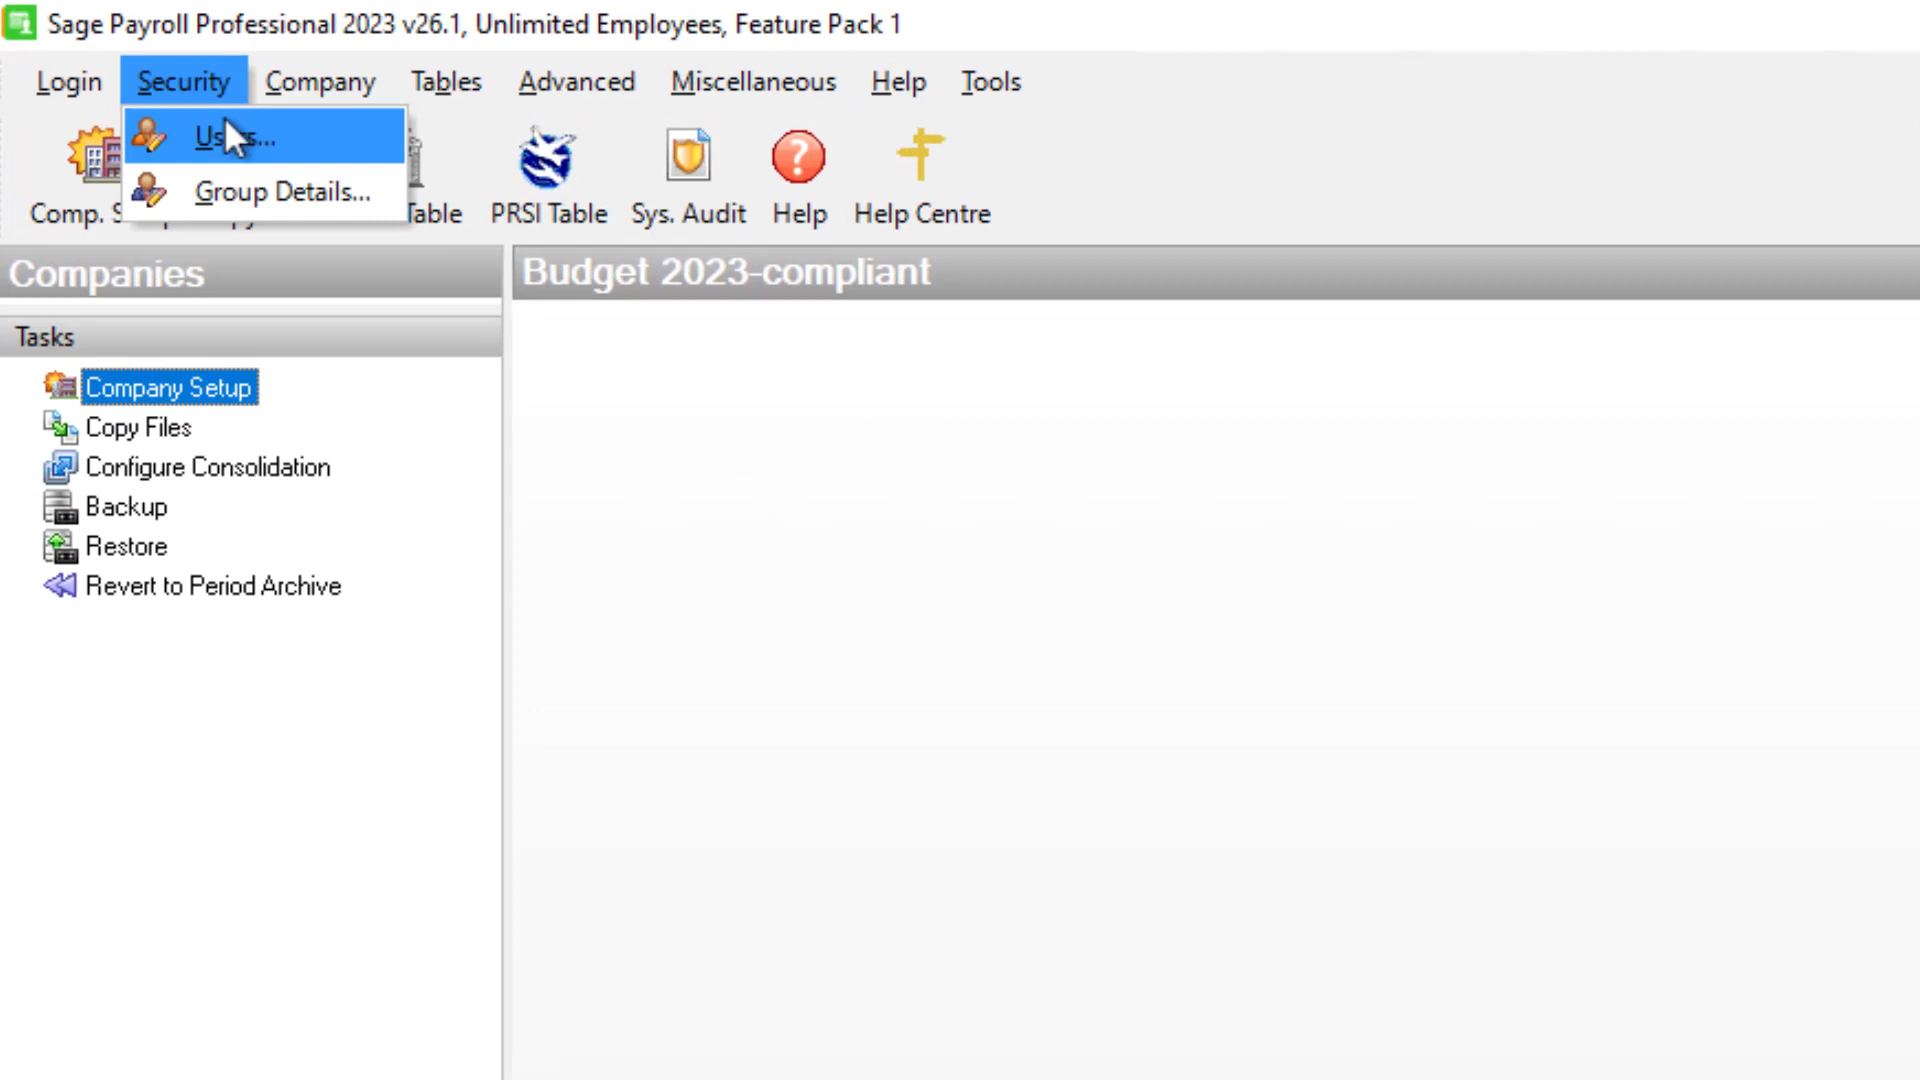 Sage Payroll Professional 2023 v26.1, Unlimited Employees, Feature Pack 1
Login Security Company Tables Advanced Miscellaneous Help Tools
Group Details...
Comp. Table PRSI Table Sys. Audit Help Help Centre
Companies
Budget 2023-compliant
Tasks
Company Setup
Copy Files
Configure Consolidation
Backup
Restore
Revert to Period Archive